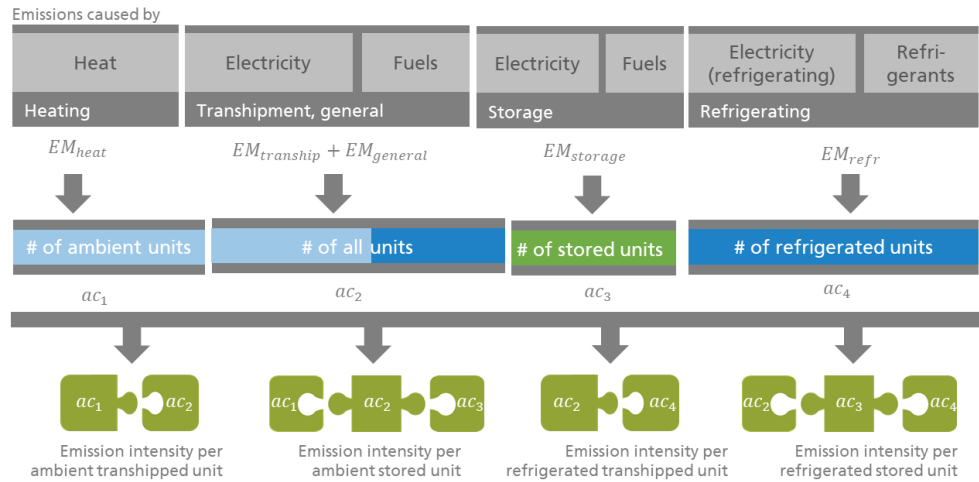 Emissions caused by
Heat
Electricity
Fuels
Electricity
Fuels
Electricity
(refrigerating)
Refri-
gerants
Heating
Transhipment, general
Storage
Refrigerating
EM_heat
EM_tranship + EM_general
EM_storage
EM_refr
# of ambient units
# of all units
# of stored units
# of refrigerated units
ac_1
ac_2
ac_3
ac_4
ac_1 ac_2
ac_1 ac_2 ac_3
ac_2 ac_4
ac_2 ac_3 ac_4
Emission intensity per
ambient transhipped unit
Emission intensity per
ambient stored unit
Emission intensity per
refrigerated transhipped unit
Emission intensity per
refrigerated stored unit